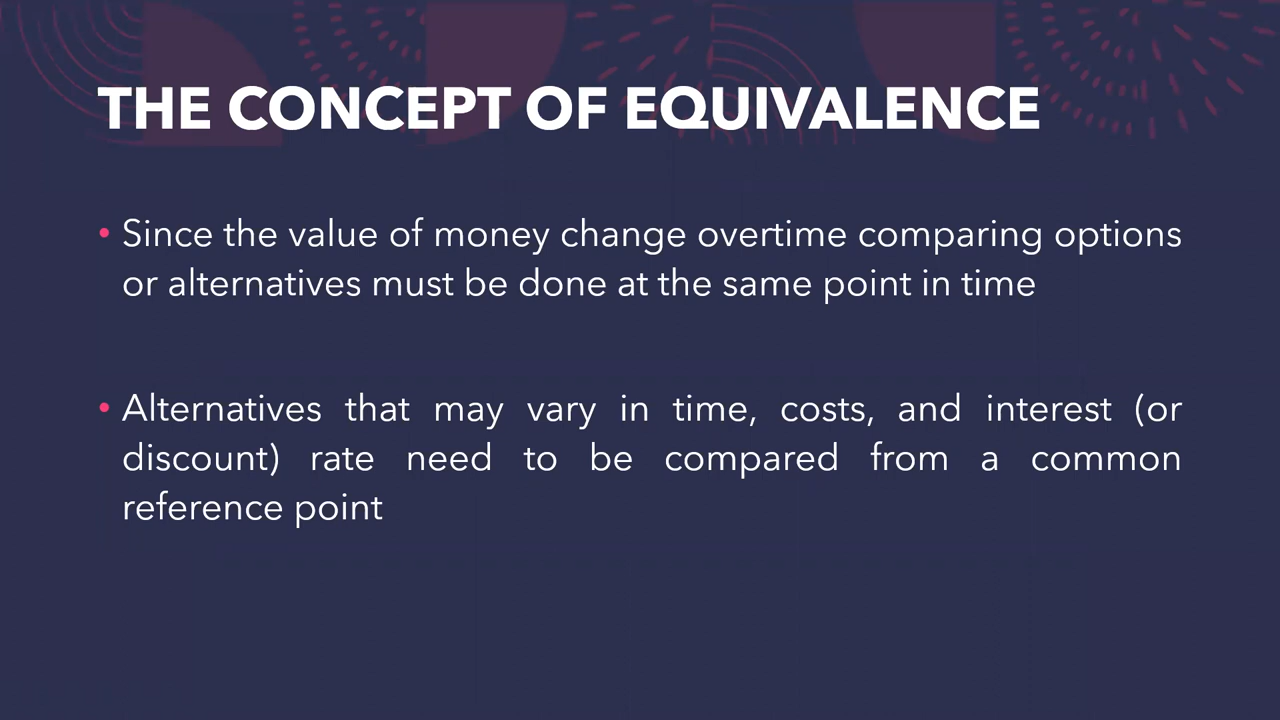 THE CONCEPT OF EQUIVALENCE
• Since the value of money change overtime comparing options
or alternatives must be done at the same point in time
• Alternatives that may vary in time, costs, and interest (or
discount) rate need to be compared from a common
reference point